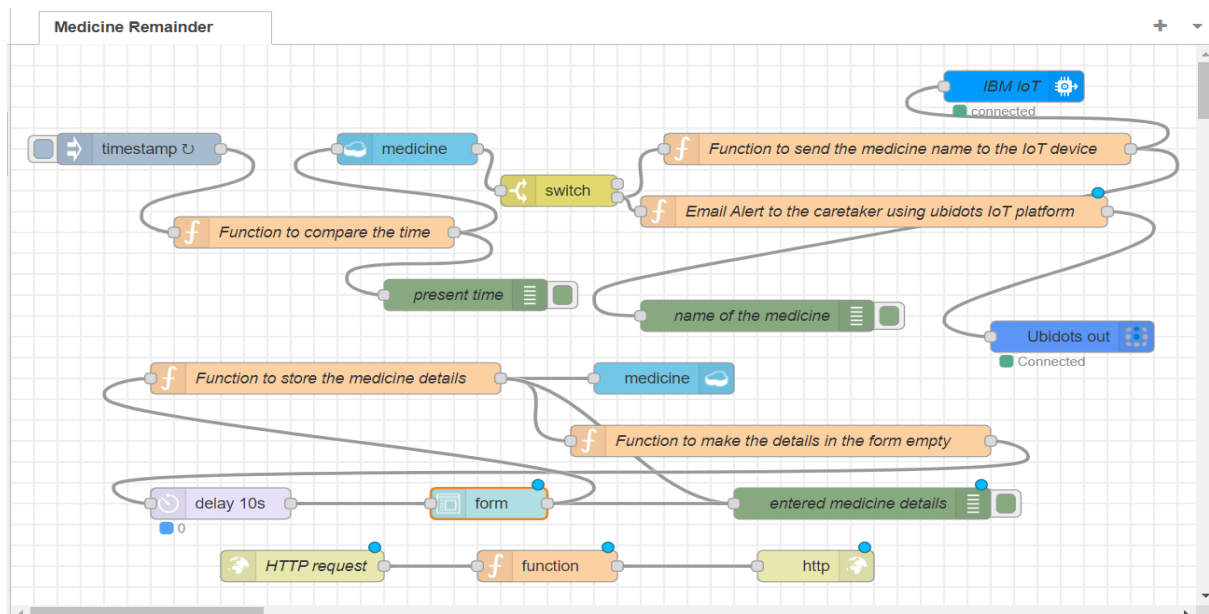 Medicine Remainder
IBM IoT
connected
timestamp ↻
medicine
Function to send the medicine name to the IoT device
switch
Email Alert to the caretaker using ubidots IoT platform
Function to compare the time
present time
name of the medicine
Ubidots out
Connected
Function to store the medicine details
medicine
Function to make the details in the form empty
delay 10s
form
entered medicine details
0
HTTP request
function
http